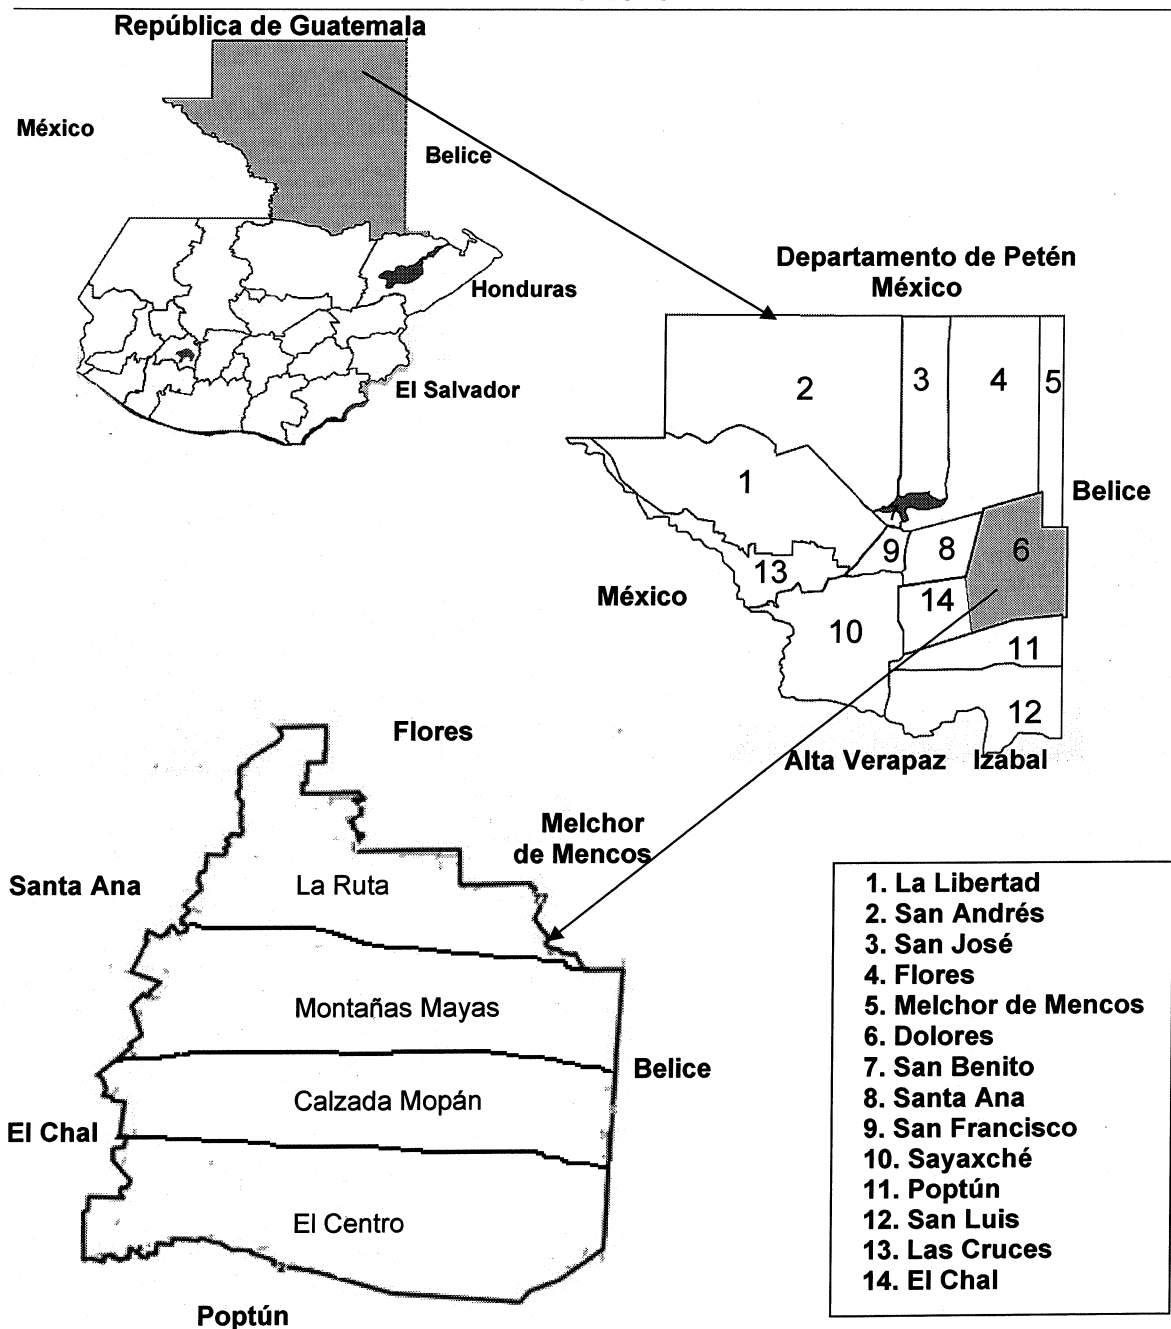 República de Guatemala
México
Belice
Honduras
El Salvador
Departamento de Petén
México
2
3
4
5
1
Belice
9
8
6
13
México
14
10
11
12
Alta Verapaz
Izabal
Flores
Melchor
de Mencos
Santa Ana
La Ruta
Montañas Mayas
Belice
Calzada Mopán
El Chal
El Centro
Poptún
1. La Libertad
2. San Andrés
3. San José
4. Flores
5. Melchor de Mencos
6. Dolores
7. San Benito
8. Santa Ana
9. San Francisco
10. Sayaxché
11. Poptún
12. San Luis
13. Las Cruces
14. El Chal